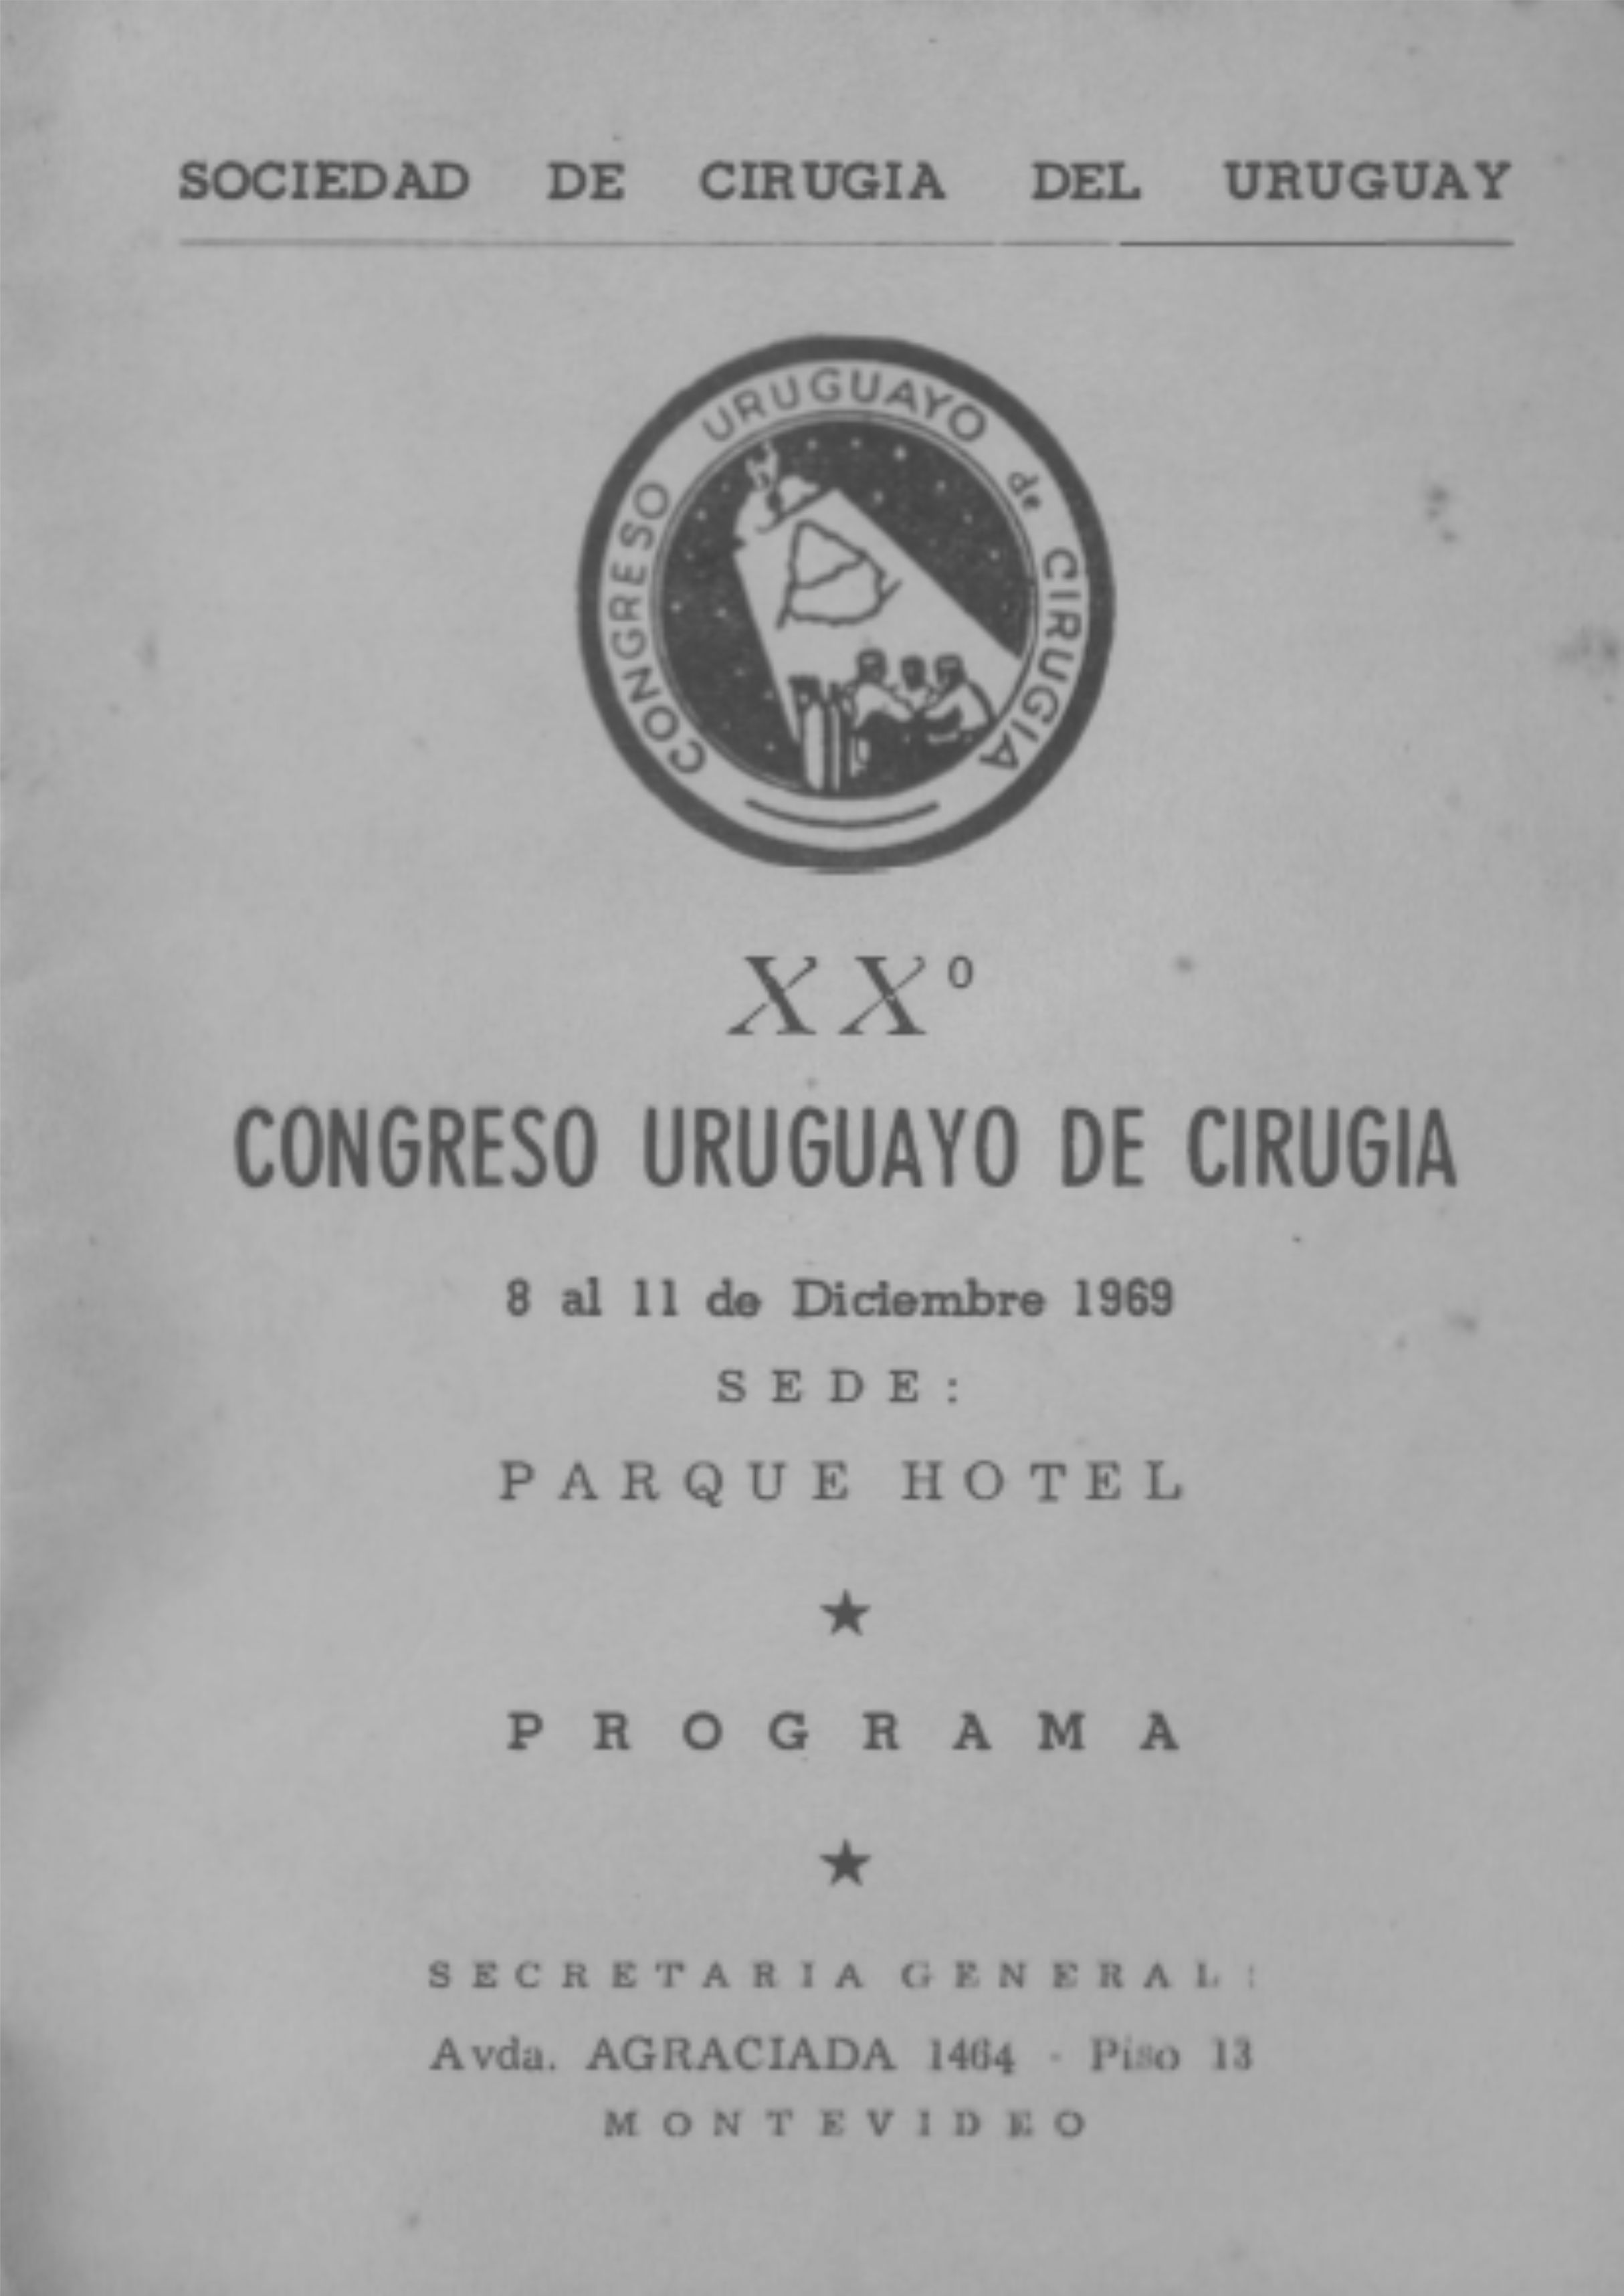 SOCIEDAD DE CIRUGIA DEL URUGUAY
CONGRESO URUGUAYO de CIRUGIA
XXº
CONGRESO URUGUAYO DE CIRUGIA
8 al 11 de Diciembre 1969
SEDE:
PARQUE HOTEL
PROGRAMA
SECRETARIA GENERAL:
Avda. AGRACIADA 1464 - Piso 13
MONTEVIDEO